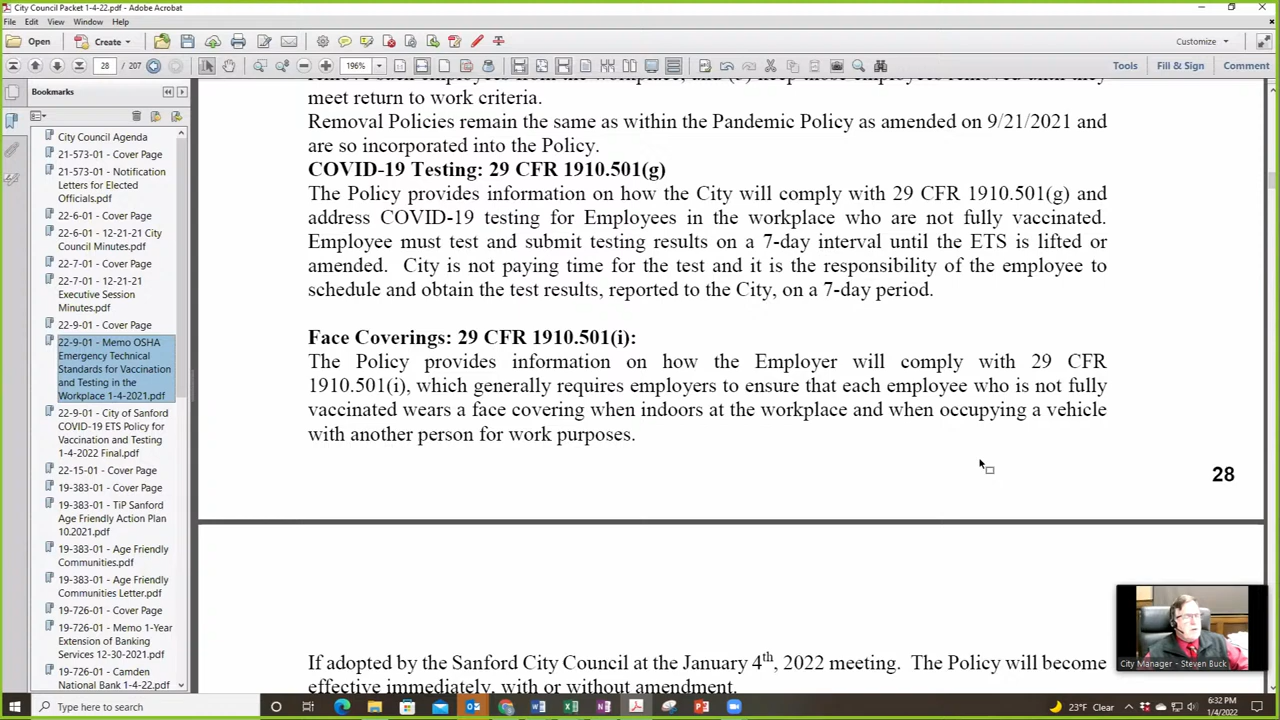 City Council Packet 1-4-22.pdf - Adobe Acrobat
File Edit View Window Help
Open Create Customize
28 / 207 196% Tools Fill & Sign Comment
Bookmarks
City Council Agenda
21-573-01 - Cover Page
21-573-01 - Notification
Letters for Elected
Officials.pdf
22-6-01 - Cover Page
22-6-01 - 12-21-21 City
Council Minutes.pdf
22-7-01 - Cover Page
22-7-01 - 12-21-21
Executive Session
Minutes.pdf
22-9-01 - Cover Page
22-9-01 - Memo OSHA
Emergency Technical
Standards for Vaccination
and Testing in the
Workplace 1-4-2021.pdf
22-9-01 - City of Sanford
COVID-19 ETS Policy for
Vaccination and Testing
1-4-2022 Final.pdf
22-15-01 - Cover Page
19-383-01 - Cover Page
19-383-01 - TiP Sanford
Age Friendly Action Plan
10.2021.pdf
19-383-01 - Age Friendly
Communities.pdf
19-383-01 - Age Friendly
Communities Letter.pdf
19-726-01 - Cover Page
19-726-01 - Memo 1-Year
Extension of Banking
Services 12-30-2021.pdf
19-726-01 - Camden
National Bank 1-4-22.pdf
meet return to work criteria.
Removal Policies remain the same as within the Pandemic Policy as amended on 9/21/2021 and
are so incorporated into the Policy.
COVID-19 Testing: 29 CFR 1910.501(g)
The Policy provides information on how the City will comply with 29 CFR 1910.501(g) and
address COVID-19 testing for Employees in the workplace who are not fully vaccinated.
Employee must test and submit testing results on a 7-day interval until the ETS is lifted or
amended. City is not paying time for the test and it is the responsibility of the employee to
schedule and obtain the test results, reported to the City, on a 7-day period.
Face Coverings: 29 CFR 1910.501(i):
The Policy provides information on how the Employer will comply with 29 CFR
1910.501(i), which generally requires employers to ensure that each employee who is not fully
vaccinated wears a face covering when indoors at the workplace and when occupying a vehicle
with another person for work purposes.
28
If adopted by the Sanford City Council at the January 4th, 2022 meeting. The Policy will become
effective immediately, with or without amendment.
City Manager - Steven Buck
Type here to search
23°F Clear
6:32 PM
1/4/2022